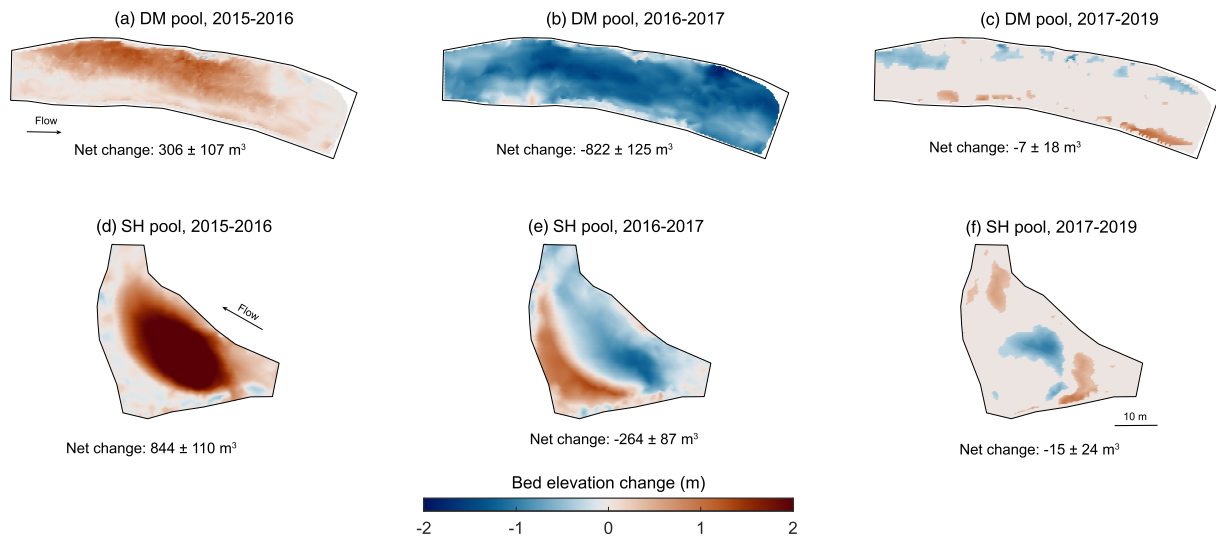 (a) DM pool, 2015-2016
(b) DM pool, 2016-2017
(c) DM pool, 2017-2019
Flow
Net change: 306 ± 107 m³
Net change: -822 ± 125 m³
Net change: -7 ± 18 m³
(d) SH pool, 2015-2016
(e) SH pool, 2016-2017
(f) SH pool, 2017-2019
Flow
10 m
Net change: 844 ± 110 m³
Net change: -264 ± 87 m³
Net change: -15 ± 24 m³
Bed elevation change (m)
-2 -1 0 1 2